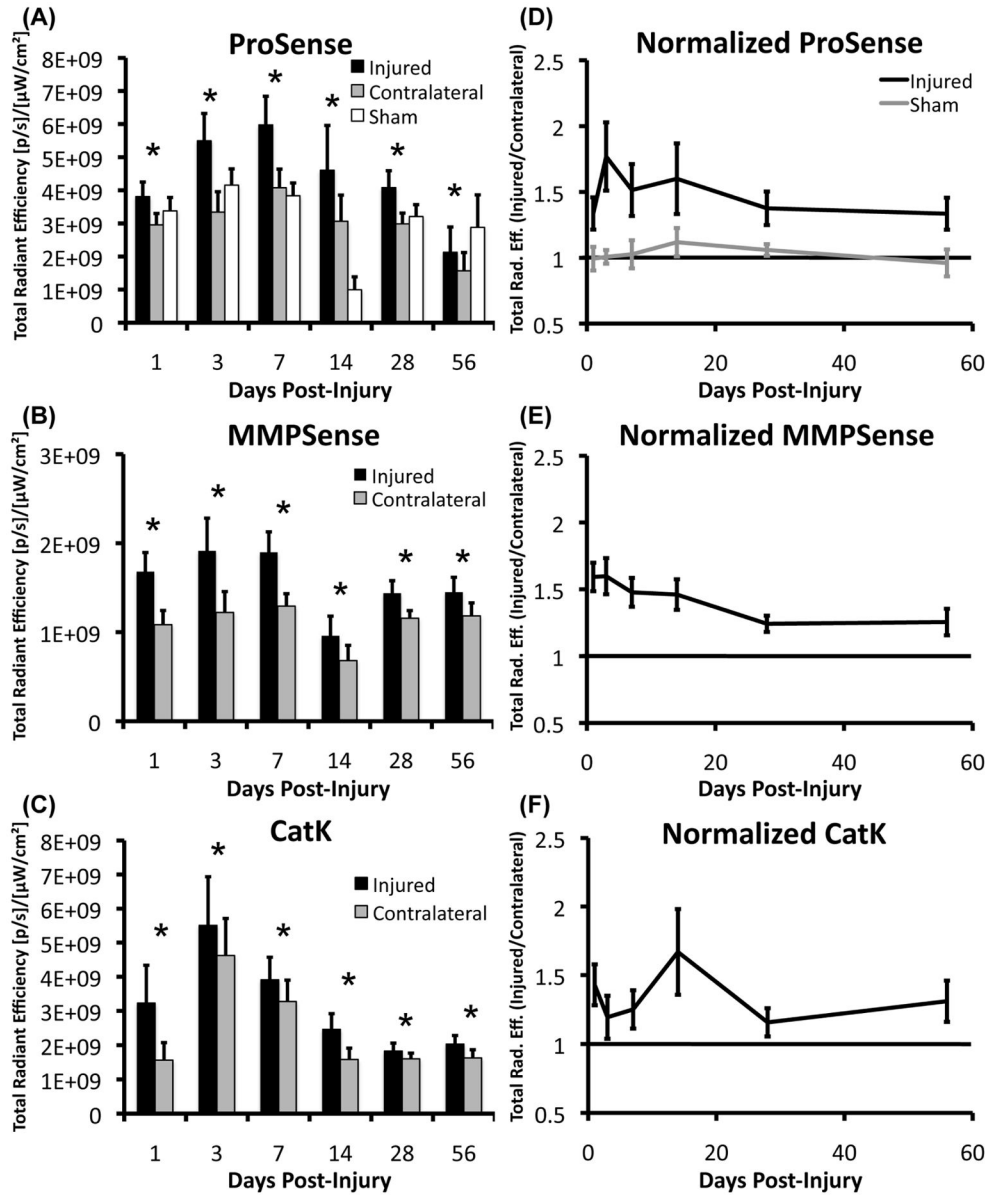 (A)
ProSense
Total Radiant Efficiency [p/s]/[µW/cm²]
8E+09
7E+09
6E+09
5E+09
4E+09
3E+09
2E+09
1E+09
0
Injured
Contralateral
Sham
* * * * * *
1 3 7 14 28 56
Days Post-Injury
(D)
Normalized ProSense
Total Rad. Eff. (Injured/Contralateral)
2.5
2
1.5
1
0.5
Injured
Sham
0 20 40 60
Days Post-Injury
(B)
MMPSense
Total Radiant Efficiency [p/s]/[µW/cm²]
3E+09
2E+09
1E+09
0
Injured
Contralateral
* * * * * *
1 3 7 14 28 56
Days Post-Injury
(E)
Normalized MMPSense
Total Rad. Eff. (Injured/Contralateral)
2.5
2
1.5
1
0.5
0 20 40 60
Days Post-Injury
(C)
CatK
Total Radiant Efficiency [p/s]/[µW/cm²]
8E+09
7E+09
6E+09
5E+09
4E+09
3E+09
2E+09
1E+09
0
Injured
Contralateral
* * * * * *
1 3 7 14 28 56
Days Post-Injury
(F)
Normalized CatK
Total Rad. Eff. (Injured/Contralateral)
2.5
2
1.5
1
0.5
0 20 40 60
Days Post-Injury